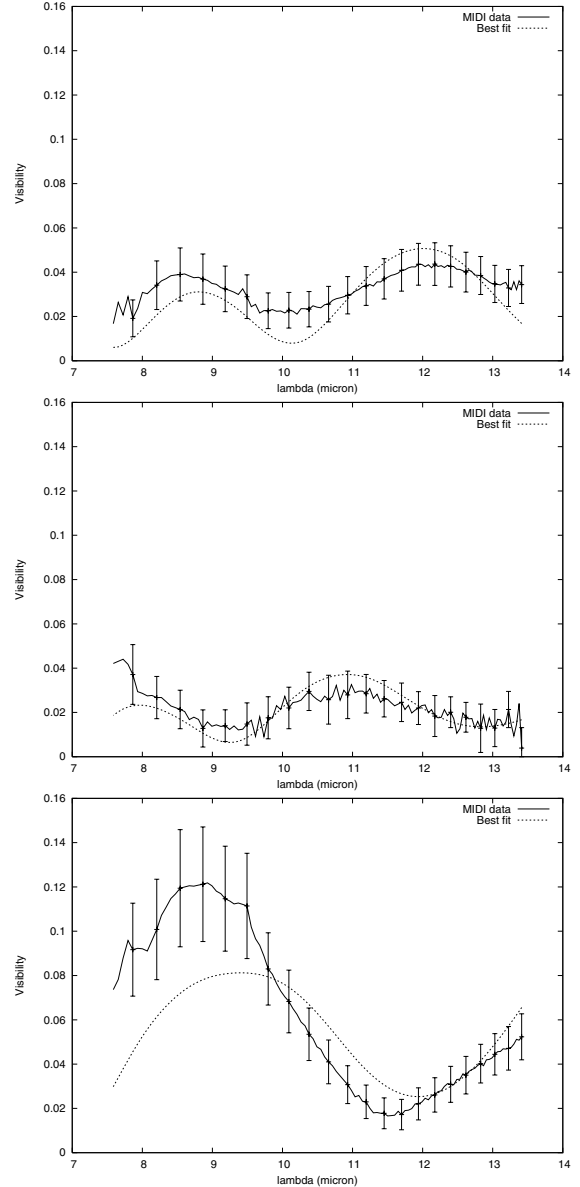 0.16
MIDI data
Best fit
0.14
0.12
0.1
0.08
0.06
0.04
0.02
0
Visibility
7 8 9 10 11 12 13 14
lambda (micron)
0.16
MIDI data
Best fit
0.14
0.12
0.1
0.08
0.06
0.04
0.02
0
Visibility
7 8 9 10 11 12 13 14
lambda (micron)
0.16
MIDI data
Best fit
0.14
0.12
0.1
0.08
0.06
0.04
0.02
0
Visibility
7 8 9 10 11 12 13 14
lambda (micron)